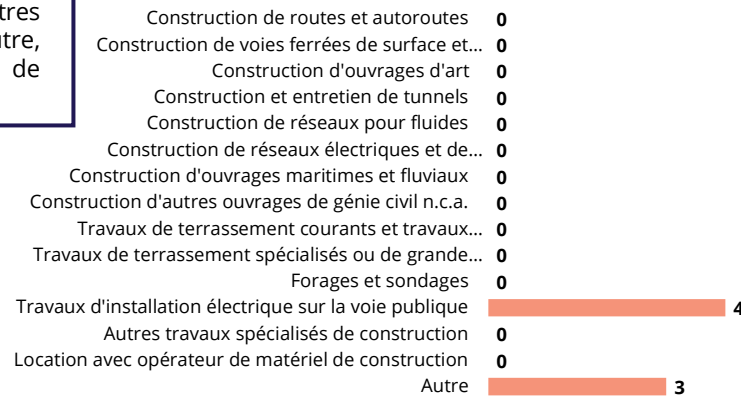 tres
tre,
de
Construction de routes et autoroutes 0
Construction de voies ferrées de surface et... 0
Construction d'ouvrages d'art 0
Construction et entretien de tunnels 0
Construction de réseaux pour fluides 0
Construction de réseaux électriques et de... 0
Construction d'ouvrages maritimes et fluviaux 0
Construction d'autres ouvrages de génie civil n.c.a. 0
Travaux de terrassement courants et travaux... 0
Travaux de terrassement spécialisés ou de grande... 0
Forages et sondages 0
Travaux d'installation électrique sur la voie publique 4
Autres travaux spécialisés de construction 0
Location avec opérateur de matériel de construction 0
Autre 3